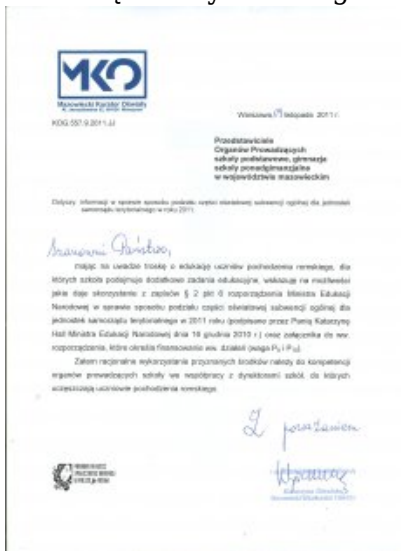 MKO
Mazowiecki Kurator Oświaty
KOG.557.9.2011.JJ
Warszawa listopada 2011 r.
Przedstawiciele
Organów Prowadzących
szkoły podstawowe, gimnazja
szkoły ponadgimnazjalne
w województwie mazowieckim
Dotyczy: informacji w sprawie sposobu podziału części oświatowej subwencji ogólnej dla jednostek
samorządu terytorialnego w roku 2011.
Szanowni Państwo,
mając na uwadze troskę o edukację uczniów pochodzenia romskiego, dla
których szkoła podejmuje dodatkowe zadania edukacyjne, wskazuję na możliwości
jakie daje skorzystanie z zapisów § 2 pkt 6 rozporządzenia Ministra Edukacji
Narodowej w sprawie sposobu podziału części oświatowej subwencji ogólnej dla
jednostek samorządu terytorialnego w 2011 roku (podpisano przez Panią Katarzynę
Hall Ministra Edukacji Narodowej dnia 16 grudnia 2010 r.) oraz załącznika do ww.
rozporządzenia, które określa finansowanie ww. działań (waga
Zatem racjonalne wykorzystanie przyznanych środków należy do kompetencji
organów prowadzących szkoły we współpracy z dyrektorami szkół, do których
uczęszczają uczniowie pochodzenia romskiego.
Z poważaniem